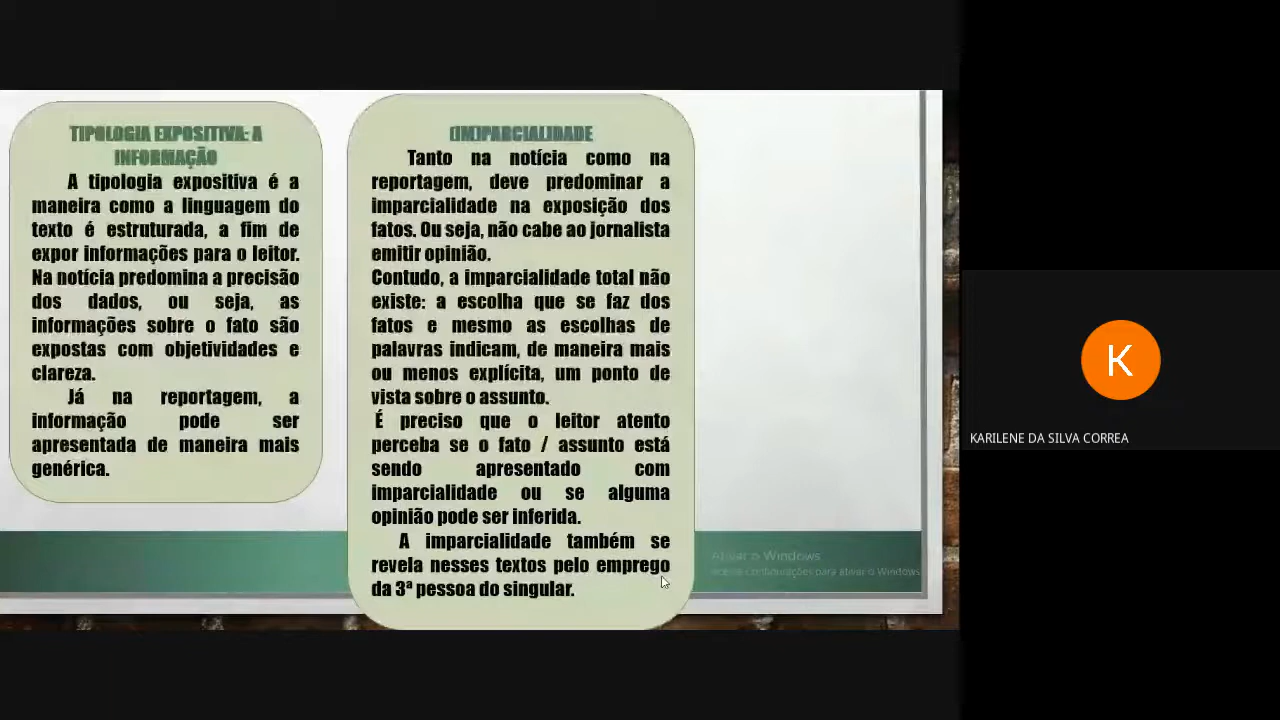 TIPOLOGIA EXPOSITIVA: A
INFORMAÇÃO
A tipologia expositiva é a
maneira como a linguagem do
texto é estruturada, a fim de
expor informações para o leitor.
Na notícia predomina a precisão
dos dados, ou seja, as
informações sobre o fato são
expostas com objetividades e
clareza.
Já na reportagem, a
informação pode ser
apresentada de maneira mais
genérica.
(IM)PARCIALIDADE
Tanto na notícia como na
reportagem, deve predominar a
imparcialidade na exposição dos
fatos. Ou seja, não cabe ao jornalista
emitir opinião.
Contudo, a imparcialidade total não
existe: a escolha que se faz dos
fatos e mesmo as escolhas de
palavras indicam, de maneira mais
ou menos explícita, um ponto de
vista sobre o assunto.
É preciso que o leitor atento
perceba se o fato / assunto está
sendo apresentado com
imparcialidade ou se alguma
opinião pode ser inferida.
A imparcialidade também se
revela nesses textos pelo emprego
da 3ª pessoa do singular.
Ativar o Windows
Acesse Configurações para ativar o Windows.
K
KARILENE DA SILVA CORREA